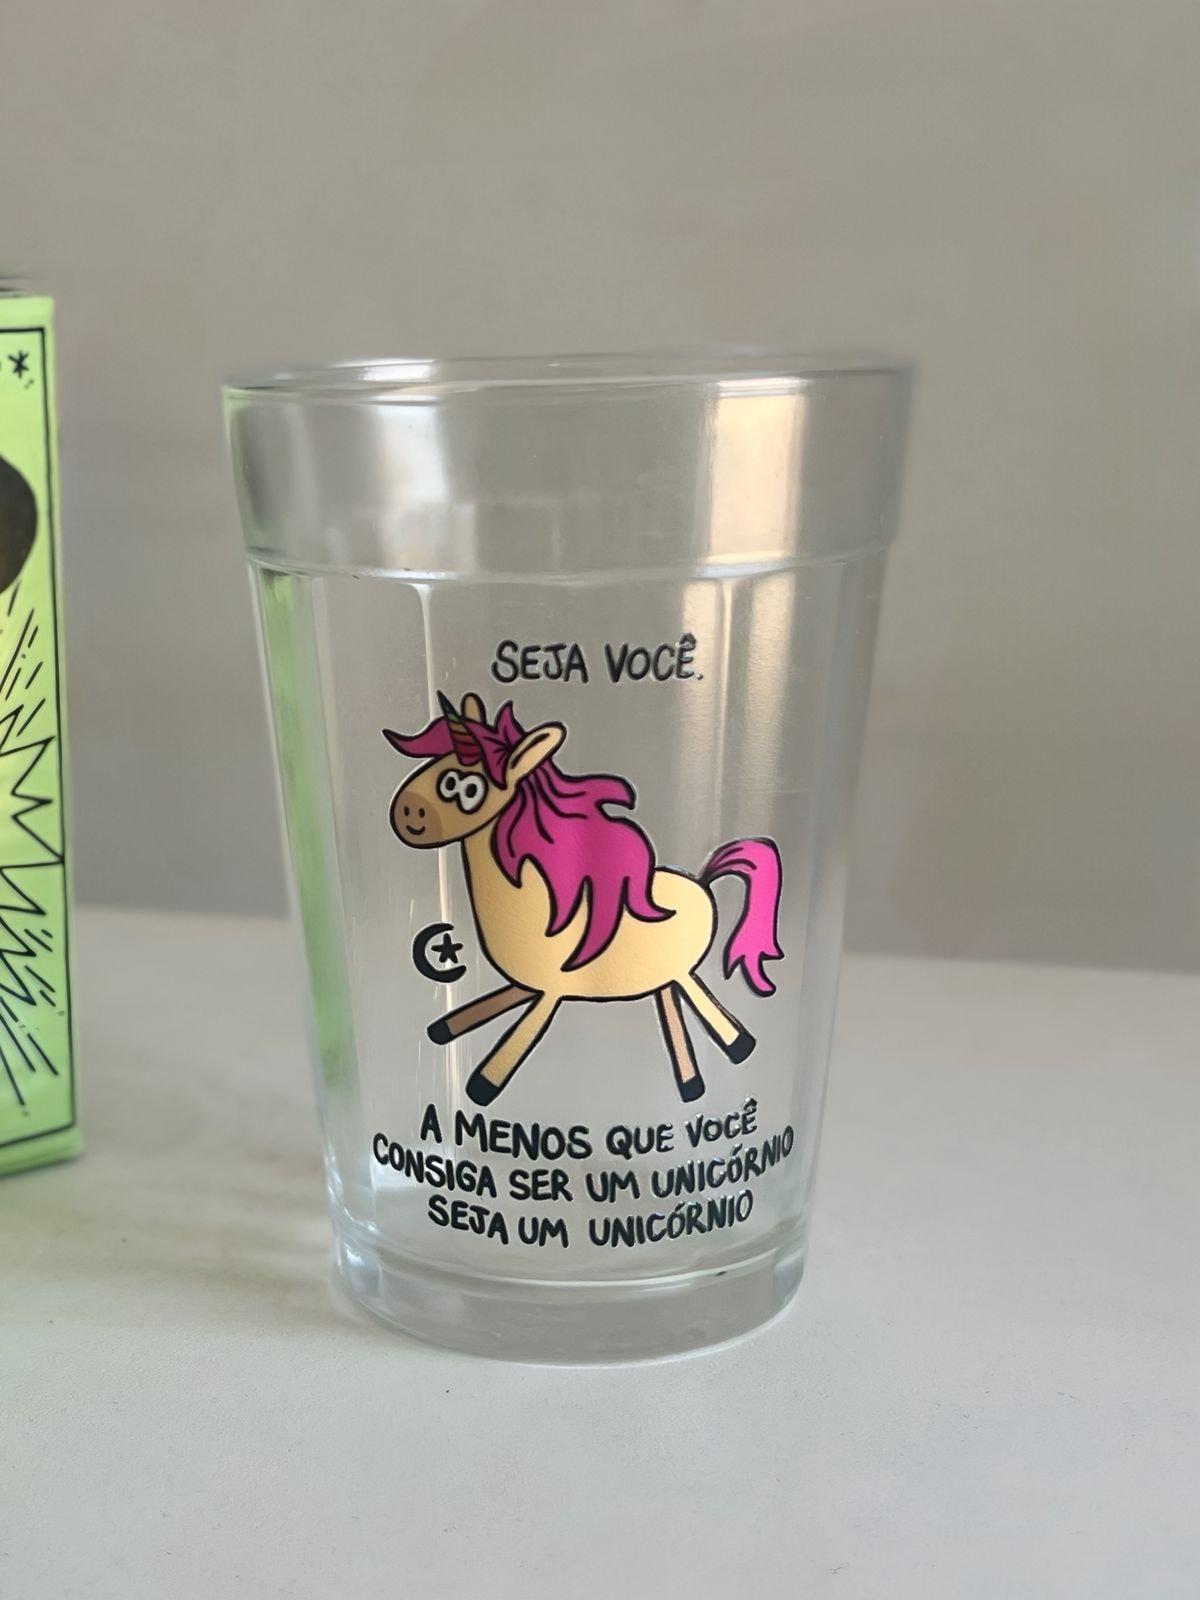 SEJA VOCÊ.
A MENOS QUE VOCÊ
CONSIGA SER UM UNICÓRNIO
SEJA UM UNICÓRNIO